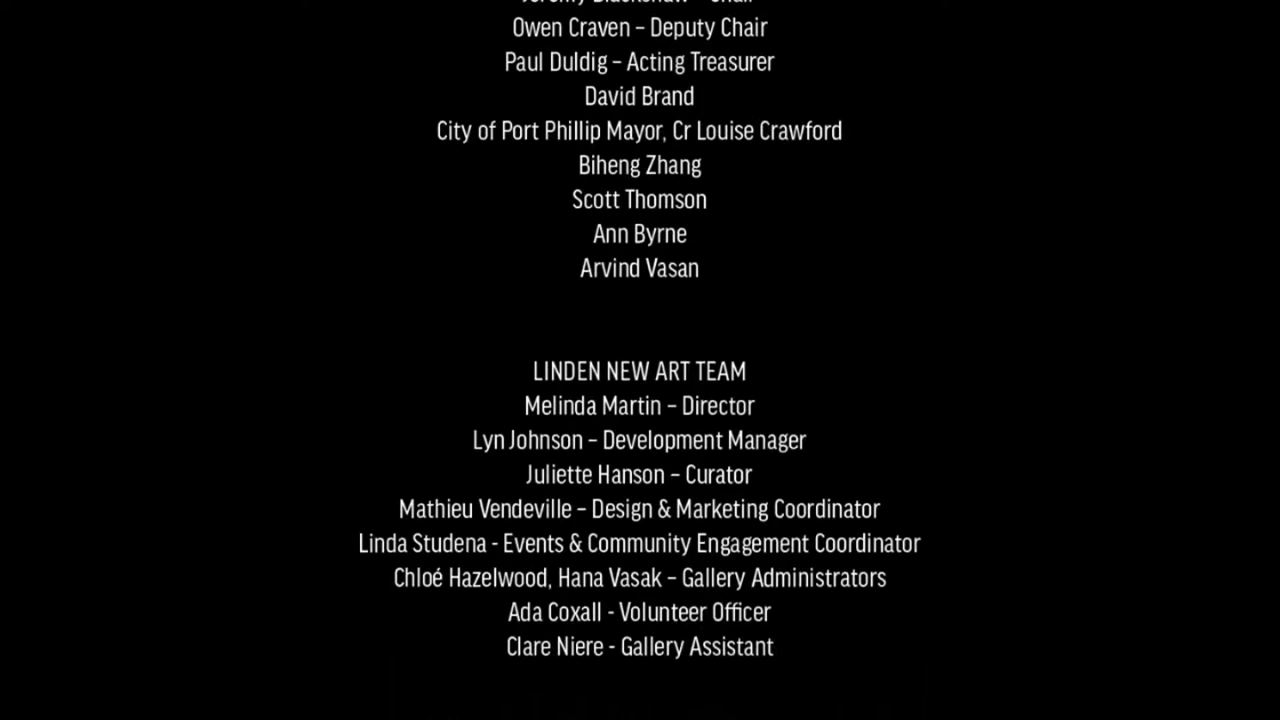 Owen Craven – Deputy Chair
Paul Duldig – Acting Treasurer
David Brand
City of Port Phillip Mayor, Cr Louise Crawford
Biheng Zhang
Scott Thomson
Ann Byrne
Arvind Vasan
LINDEN NEW ART TEAM
Melinda Martin – Director
Lyn Johnson – Development Manager
Juliette Hanson – Curator
Mathieu Vendeville – Design & Marketing Coordinator
Linda Studena - Events & Community Engagement Coordinator
Chloé Hazelwood, Hana Vasak – Gallery Administrators
Ada Coxall - Volunteer Officer
Clare Niere - Gallery Assistant